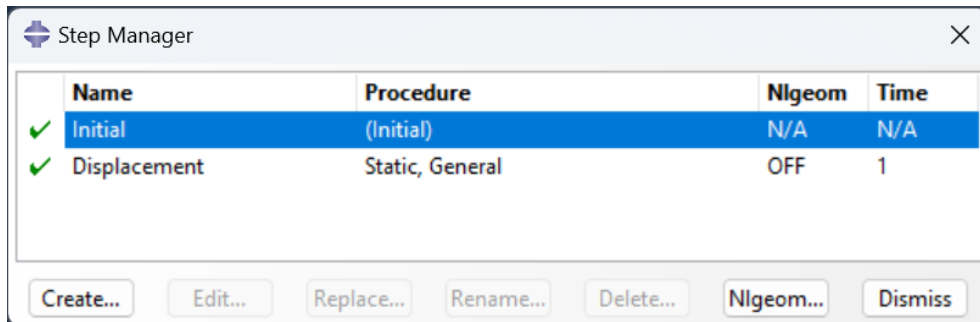 Step Manager
Name Procedure Nlgeom Time
Initial (Initial) N/A N/A
Displacement Static, General OFF 1
Create... Edit... Replace... Rename... Delete... Nlgeom... Dismiss